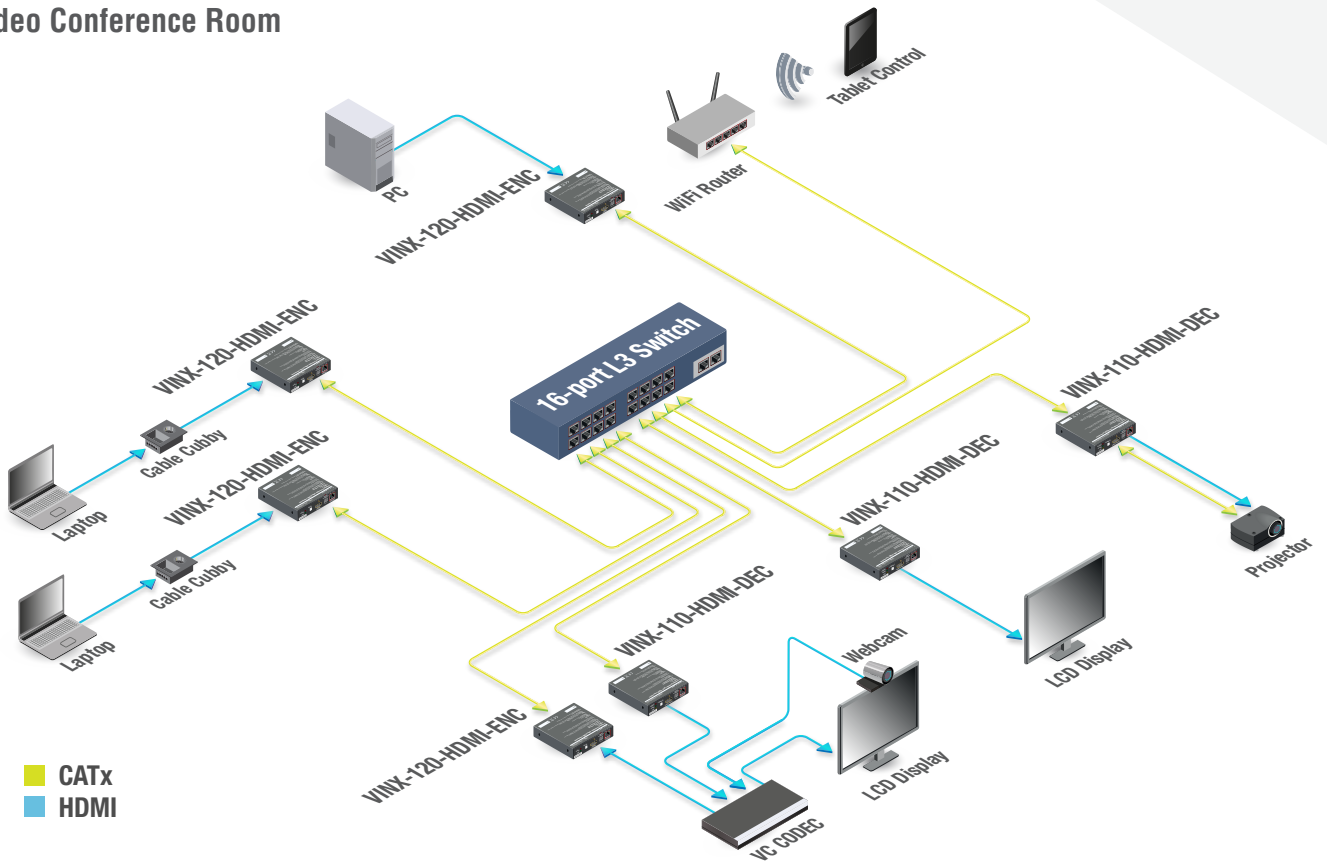 deo Conference Room
Tablet Control
WiFi Router
PC
VINX-120-HDMI-ENC
VINX-120-HDMI-ENC
16-port L3 Switch
VINX-110-HDMI-DEC
Cable Cubby
Laptop
VINX-120-HDMI-ENC
VINX-110-HDMI-DEC
Cable Cubby
Laptop
Projector
VINX-110-HDMI-DEC
Webcam
LCD Display
VINX-120-HDMI-ENC
LCD Display
VC CODEC
CATx
HDMI